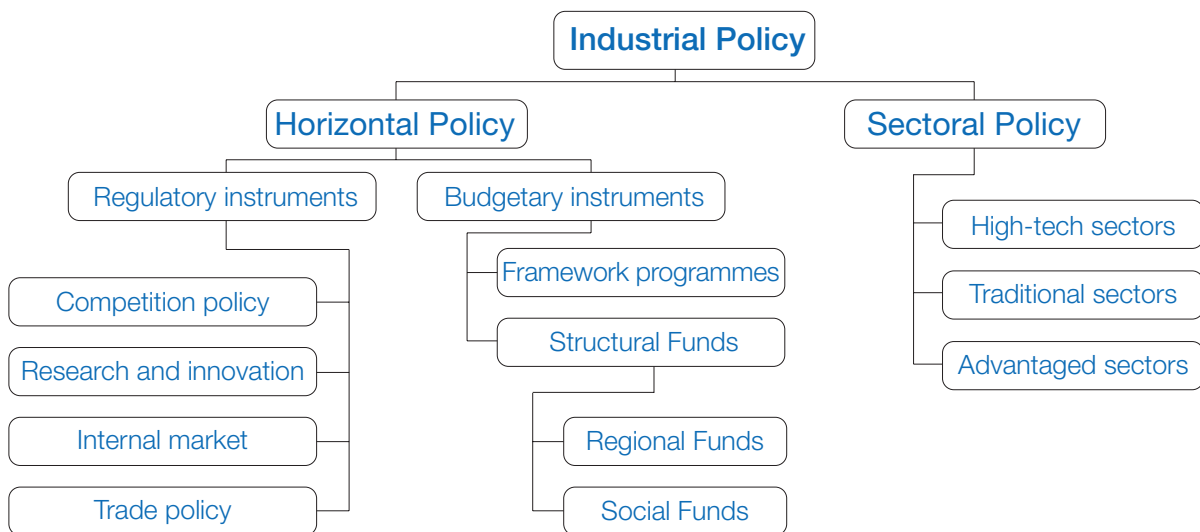 Industrial Policy
Horizontal Policy
Sectoral Policy
Regulatory instruments
Budgetary instruments
Competition policy
Research and innovation
Internal market
Trade policy
Framework programmes
Structural Funds
Regional Funds
Social Funds
High-tech sectors
Traditional sectors
Advantaged sectors